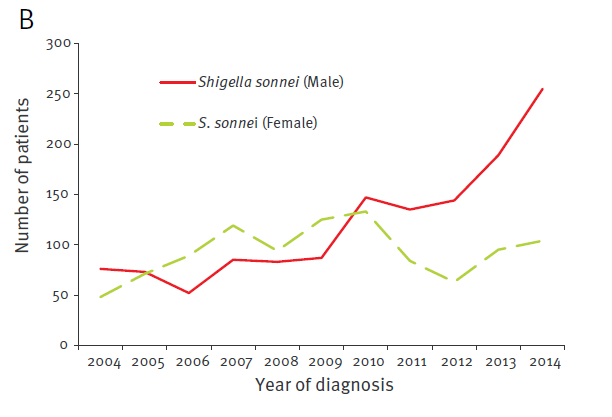 B
300
Shigella sonnei (Male)
250
S. sonnei (Female)
200
150
100
50
0
Number of patients
2004 2005 2006 2007 2008 2009 2010 2011 2012 2013 2014
Year of diagnosis